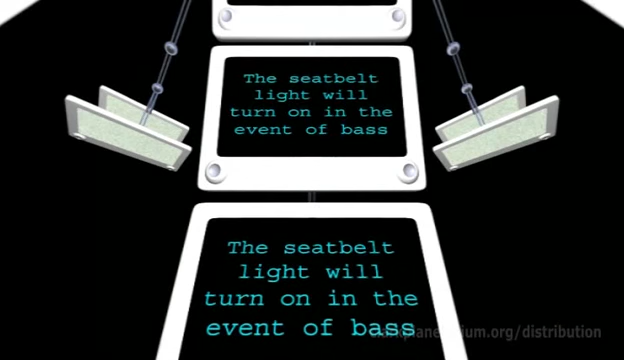 The seatbelt
light will
turn on in the
event of bass
The seatbelt
light will
turn on in the
event of bass